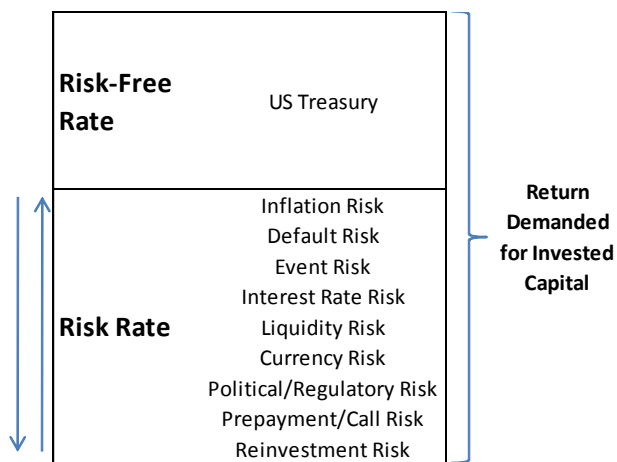 Risk-Free
Rate
US Treasury
Risk Rate
Inflation Risk
Default Risk
Event Risk
Interest Rate Risk
Liquidity Risk
Currency Risk
Political/Regulatory Risk
Prepayment/Call Risk
Reinvestment Risk
Return
Demanded
for Invested
Capital